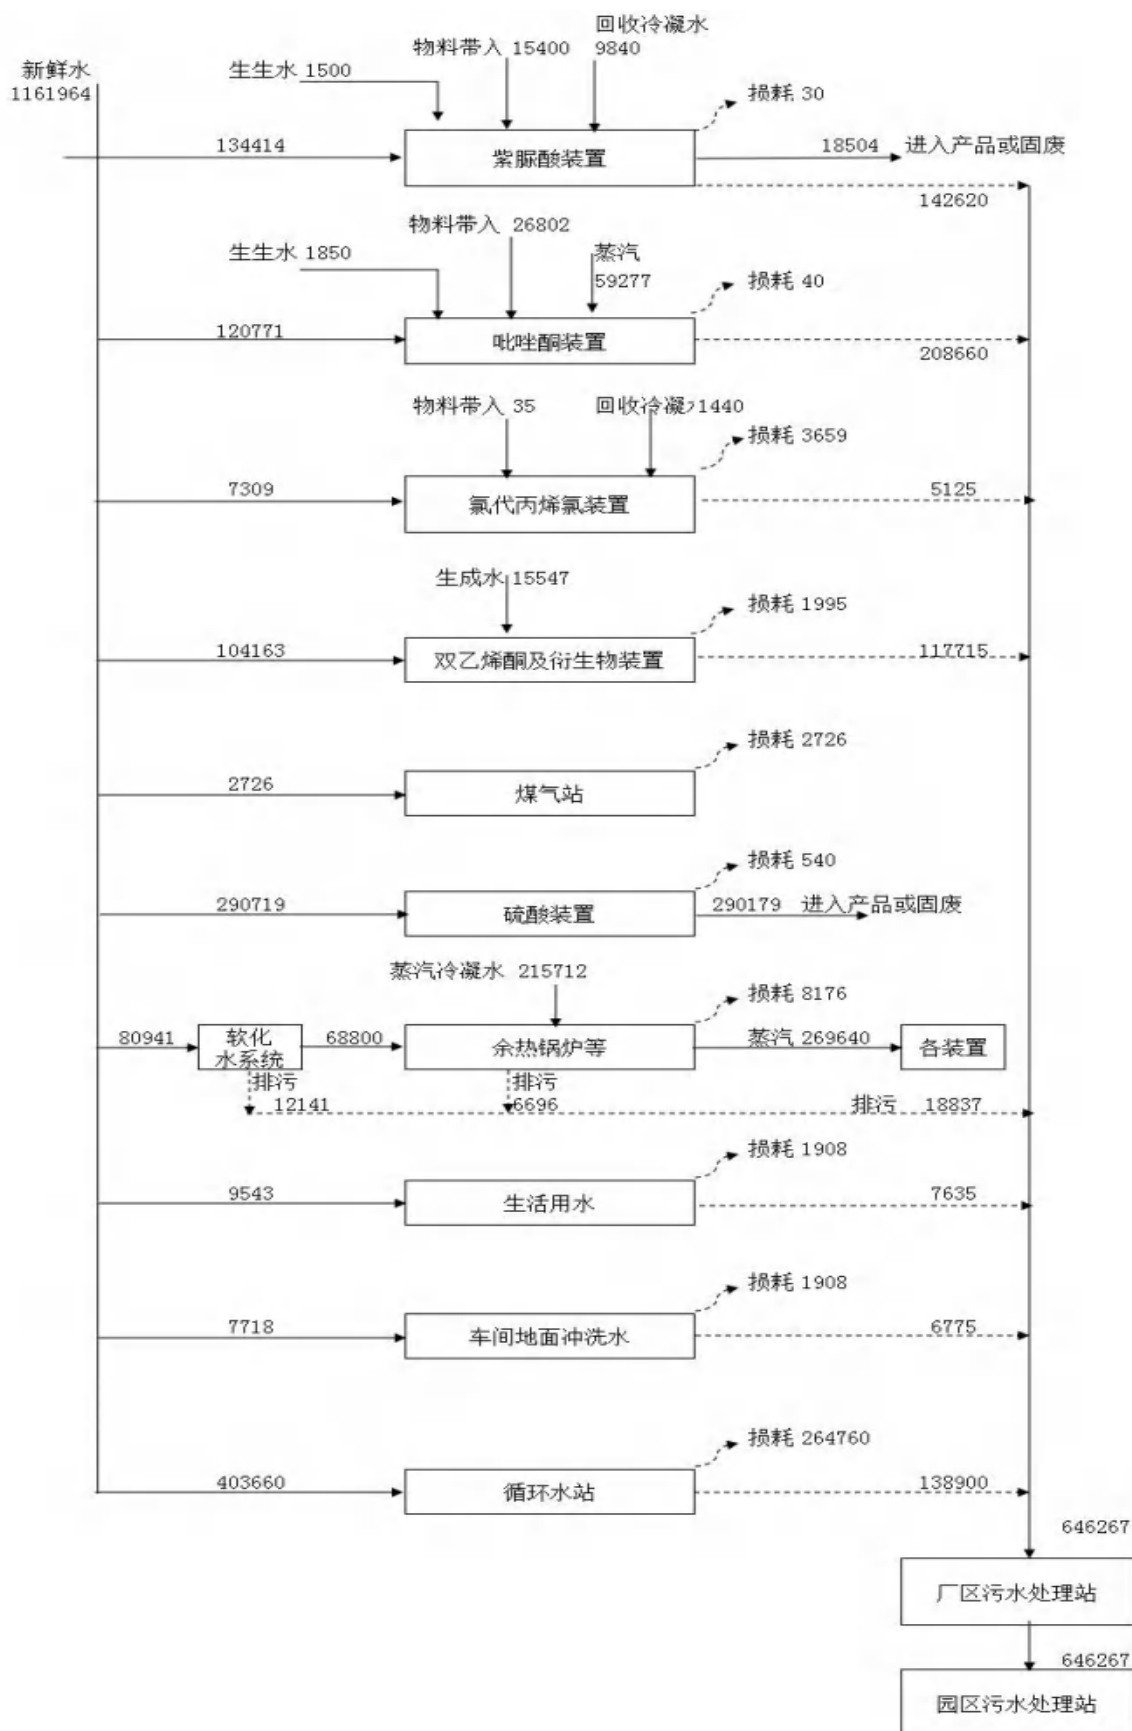 回收冷凝水
物料带入 15400 9840
新鲜水
1161964
生生水 1500
损耗 30
134414
紫脲酸装置
18504 进入产品或固废
142620
物料带入 26802
生生水 1850
蒸汽
59277
损耗 40
120771
吡唑酮装置
208660
物料带入 35
回收冷凝 1440
损耗 3659
7309
氯代丙烯氯装置
5125
生成水 15547
损耗 1995
104163
双乙烯酮及衍生物装置
117715
损耗 2726
2726
煤气站
损耗 540
290719
硫酸装置
290179 进入产品或固废
蒸汽冷凝水 215712
损耗 8176
80941
软化
水系统
68800
余热锅炉等
蒸汽 269640
各装置
排污
12141
排污
6696
排污 18837
损耗 1908
9543
生活用水
7635
损耗 1908
7718
车间地面冲洗水
6775
损耗 264760
403660
循环水站
138900
646267
厂区污水处理站
646267
园区污水处理站